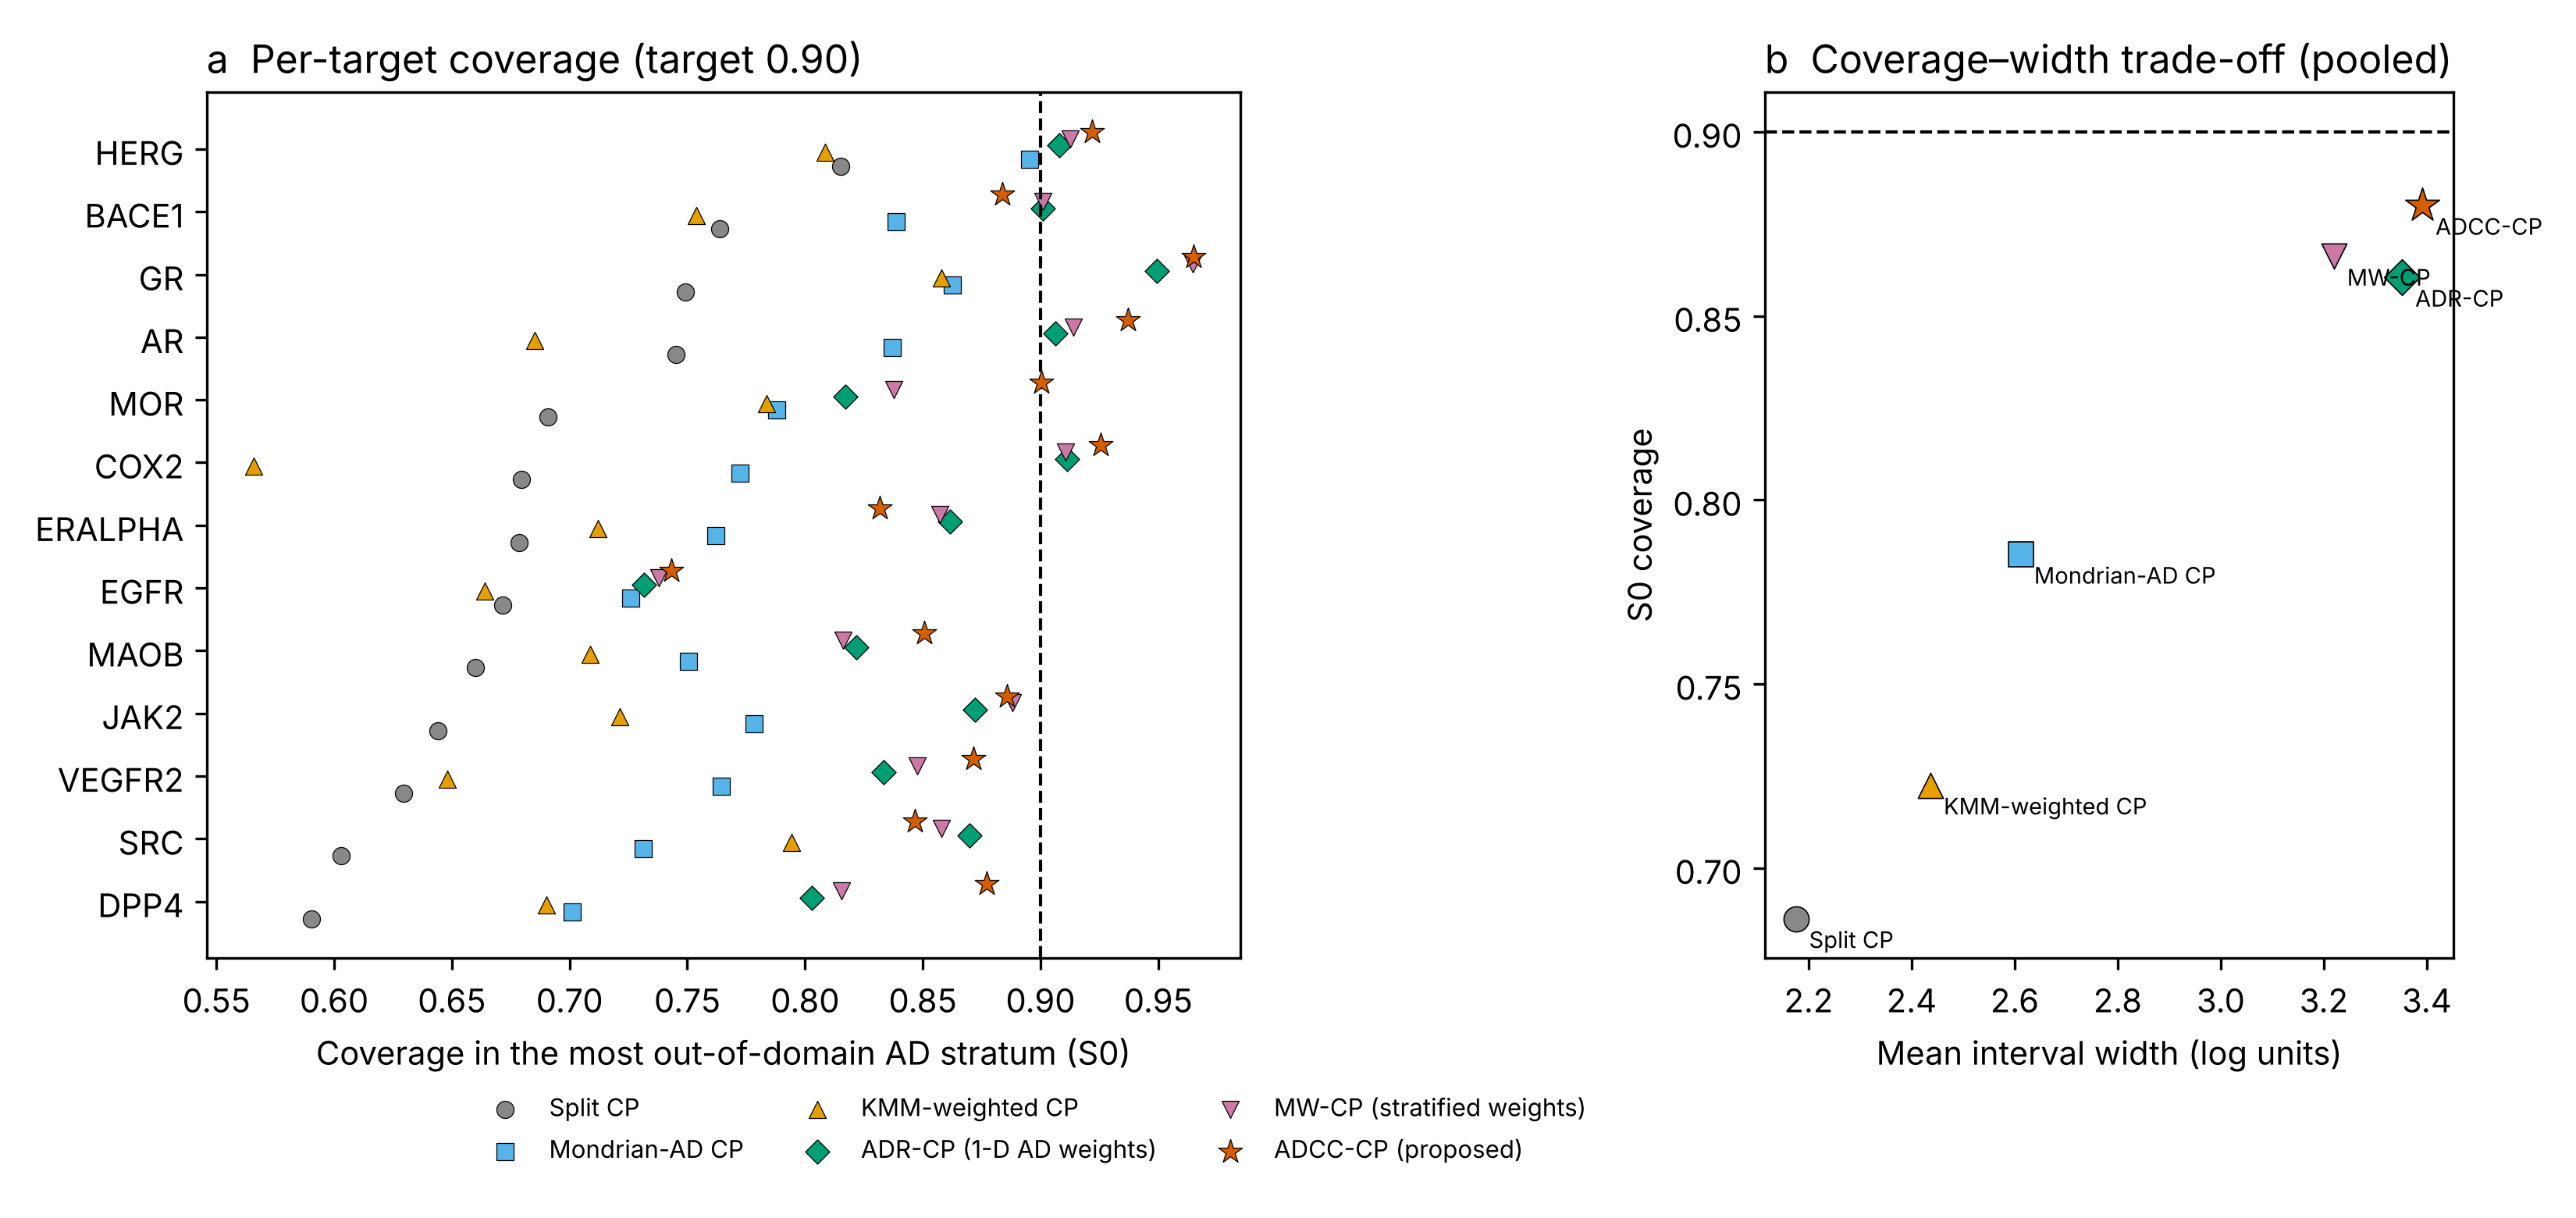 a Per-target coverage (target 0.90)
HERG
BACE1
GR
AR
MOR
COX2
ERALPHA
EGFR
MAOB
JAK2
VEGFR2
SRC
DPP4
0.55 0.60 0.65 0.70 0.75 0.80 0.85 0.90 0.95
Coverage in the most out-of-domain AD stratum (S0)
b Coverage–width trade-off (pooled)
0.90
0.85
0.80
0.75
0.70
S0 coverage
ADCC-CP
MW-CP
ADR-CP
Mondrian-AD CP
KMM-weighted CP
Split CP
2.2 2.4 2.6 2.8 3.0 3.2 3.4
Mean interval width (log units)
Split CP
KMM-weighted CP
MW-CP (stratified weights)
Mondrian-AD CP
ADR-CP (1-D AD weights)
ADCC-CP (proposed)